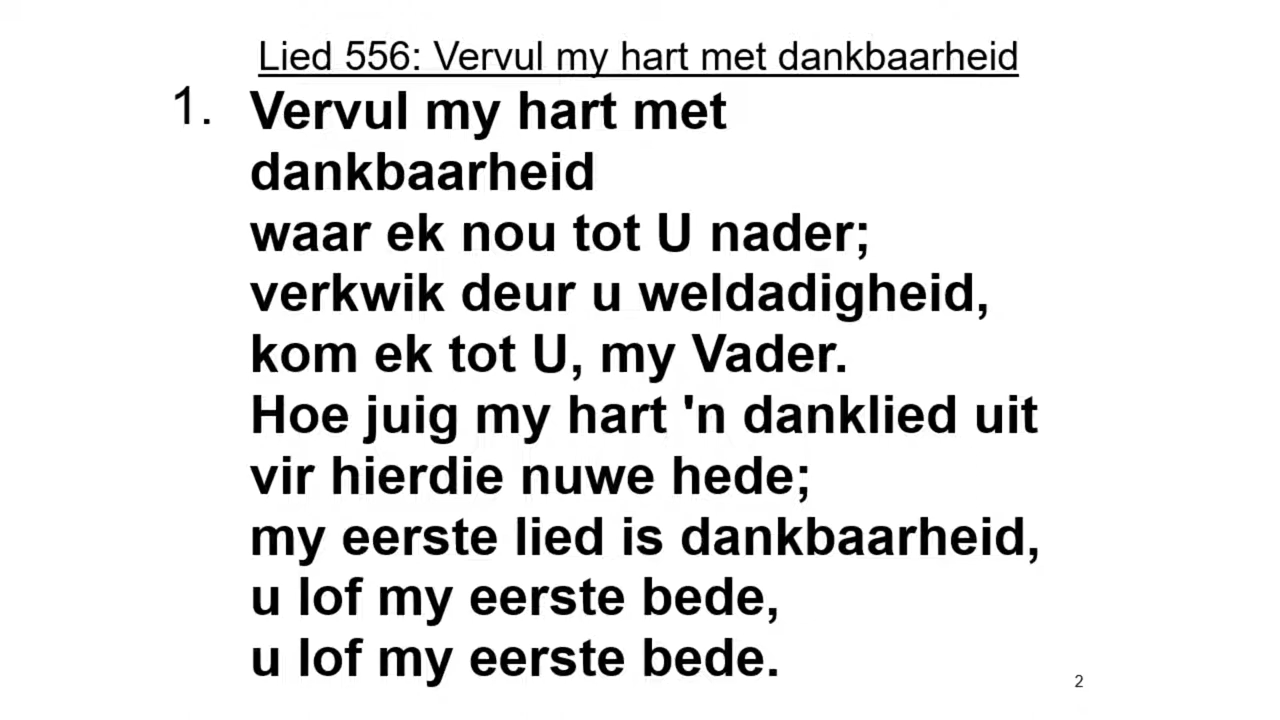 Lied 556: Vervul my hart met dankbaarheid
1. Vervul my hart met
dankbaarheid
waar ek nou tot U nader;
verkwik deur u weldadigheid,
kom ek tot U, my Vader.
Hoe juig my hart 'n danklied uit
vir hierdie nuwe hede;
my eerste lied is dankbaarheid,
u lof my eerste bede,
u lof my eerste bede.
2